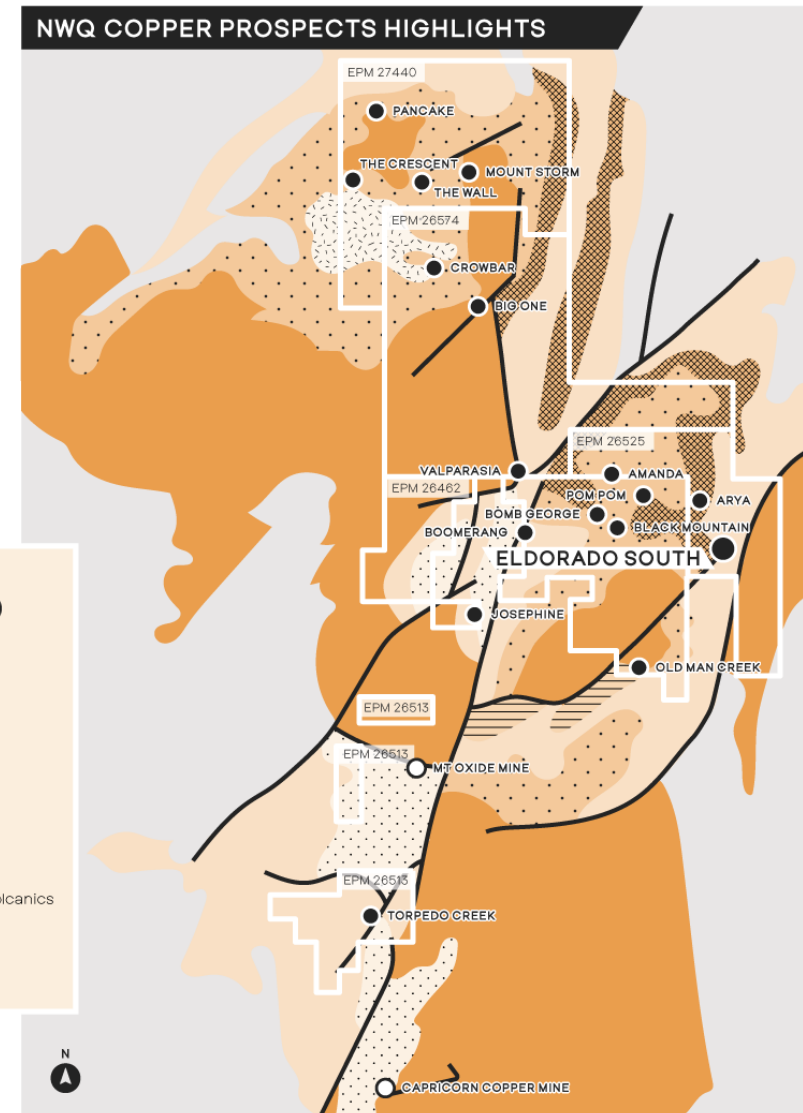 NWQ COPPER PROSPECTS HIGHLIGHTS
EPM 27440
PANCAKE
THE CRESCENT
MOUNT STORM
THE WALL
EPM 26574
CROWBAR
BIG ONE
EPM 26525
VALPARASIA
AMANDA
EPM 26462
POM POM
ARYA
BOMB GEORGE
BOOMERANG
BLACK MOUNTAIN
ELDORADO SOUTH
JOSEPHINE
OLD MAN CREEK
EPM 26513
EPM 26513
MT OXIDE MINE
EPM 26513
lcanics
TORPEDO CREEK
N
CAPRICORN COPPER MINE